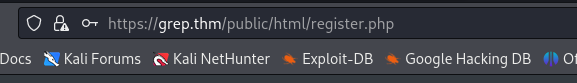 https://grep.thm/public/html/register.php
Docs Kali Forums Kali NetHunter Exploit-DB Google Hacking DB